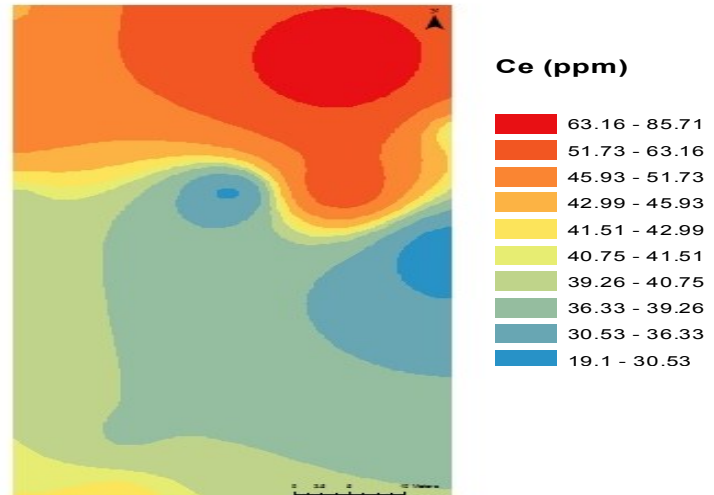 Ce (ppm)
63.16 - 85.71
51.73 - 63.16
45.93 - 51.73
42.99 - 45.93
41.51 - 42.99
40.75 - 41.51
39.26 - 40.75
36.33 - 39.26
30.53 - 36.33
19.1 - 30.53